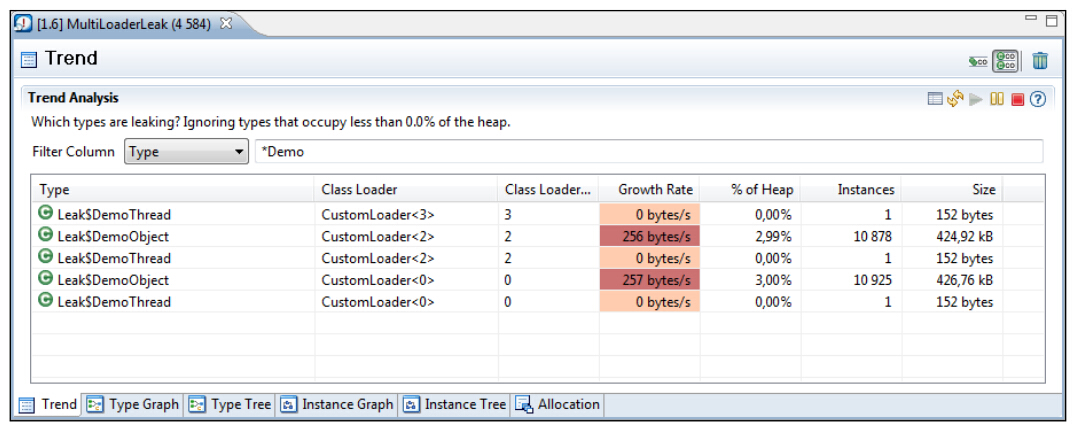 [1.6] MultiLoaderLeak (4 584)
Trend
Trend Analysis
Which types are leaking? Ignoring types that occupy less than 0.0% of the heap.
Filter Column Type *Demo
Type Class Loader Class Loader... Growth Rate % of Heap Instances Size
Leak$DemoThread CustomLoader<3> 3 0 bytes/s 0,00% 1 152 bytes
Leak$DemoObject CustomLoader<2> 2 256 bytes/s 2,99% 10 878 424,92 kB
Leak$DemoThread CustomLoader<2> 2 0 bytes/s 0,00% 1 152 bytes
Leak$DemoObject CustomLoader<0> 0 257 bytes/s 3,00% 10 925 426,76 kB
Leak$DemoThread CustomLoader<0> 0 0 bytes/s 0,00% 1 152 bytes
Trend Type Graph Type Tree Instance Graph Instance Tree Allocation